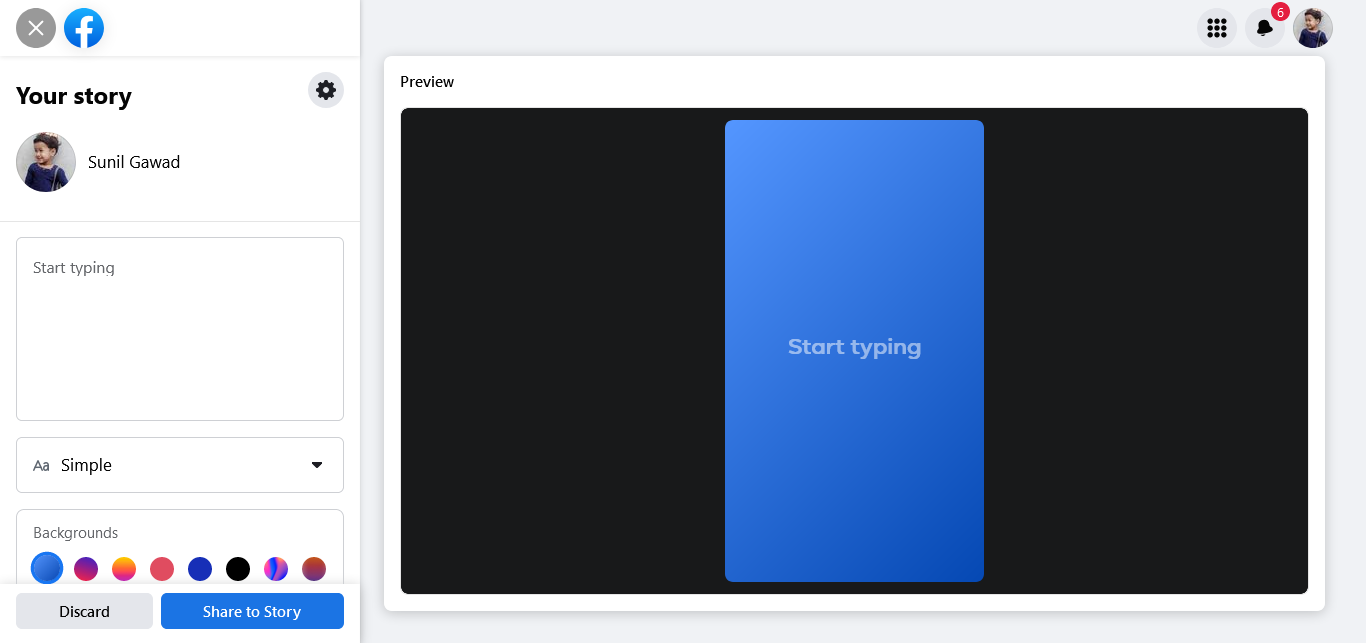 6
Your story
Sunil Gawad
Start typing
Aa Simple
Backgrounds
Discard
Share to Story
Preview
Start typing